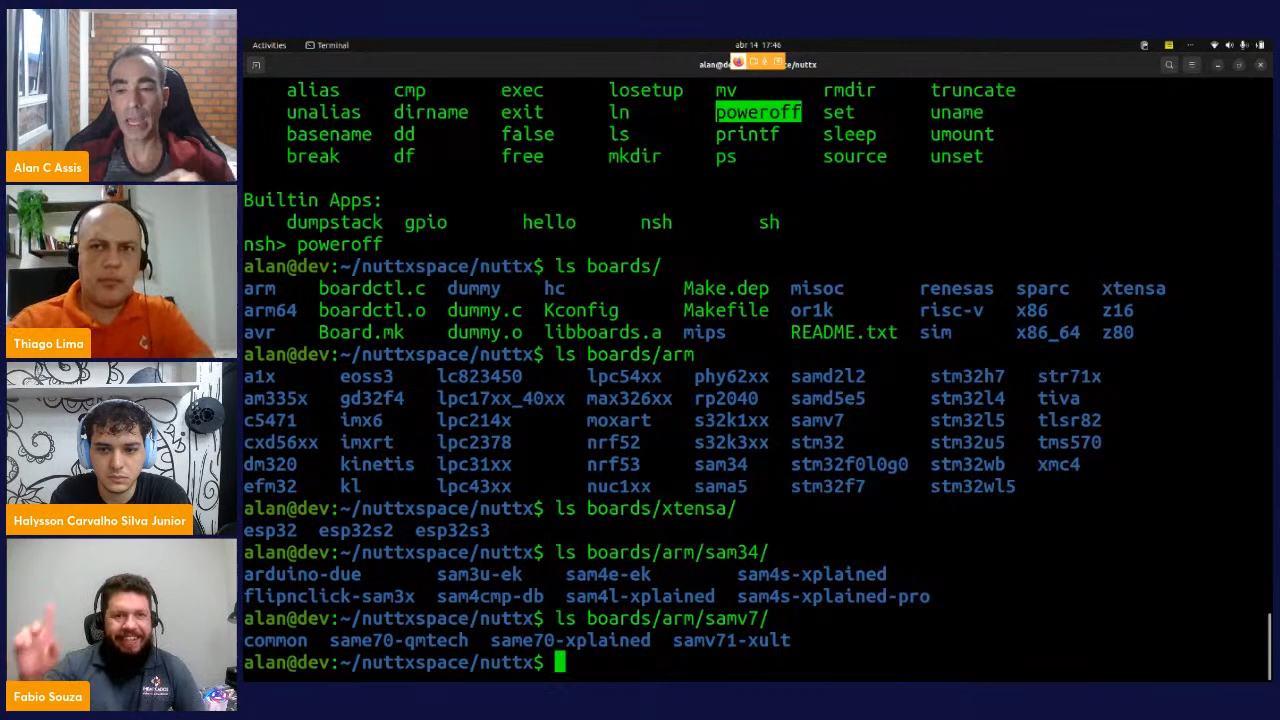 Alan C Assis
Thiago Lima
Halysson Carvalho Silva Junior
EMBARCADOS
Fabio Souza
Activities Terminal abr 14 17:46
alias cmp exec losetup mv rmdir truncate
unalias dirname exit ln poweroff set uname
basename dd false ls printf sleep umount
break df free mkdir ps source unset
Builtin Apps:
dumpstack gpio hello nsh sh
nsh> poweroff
alan@dev:~/nuttxspace/nuttx$ ls boards/
arm boardctl.c dummy hc Make.dep misoc renesas sparc xtensa
arm64 boardctl.o dummy.c Kconfig Makefile or1k risc-v x86 z16
avr Board.mk dummy.o libboards.a mips README.txt sim x86_64 z80
alan@dev:~/nuttxspace/nuttx$ ls boards/arm
a1x eoss3 lc823450 lpc54xx phy62xx samd2l2 stm32h7 str71x
am335x gd32f4 lpc17xx_40xx max326xx rp2040 samd5e5 stm32l4 tiva
c5471 imx6 lpc214x moxart s32k1xx samv7 stm32l5 tlsr82
cxd56xx imxrt lpc2378 nrf52 s32k3xx stm32 stm32u5 tms570
dm320 kinetis lpc31xx nrf53 sam34 stm32f0l0g0 stm32wb xmc4
efm32 kl lpc43xx nuc1xx sama5 stm32f7 stm32wl5
alan@dev:~/nuttxspace/nuttx$ ls boards/xtensa/
esp32 esp32s2 esp32s3
alan@dev:~/nuttxspace/nuttx$ ls boards/arm/sam34/
arduino-due sam3u-ek sam4e-ek sam4s-xplained
flipnclick-sam3x sam4cmp-db sam4l-xplained sam4s-xplained-pro
alan@dev:~/nuttxspace/nuttx$ ls boards/arm/samv7/
common same70-qmtech same70-xplained samv71-xult
alan@dev:~/nuttxspace/nuttx$